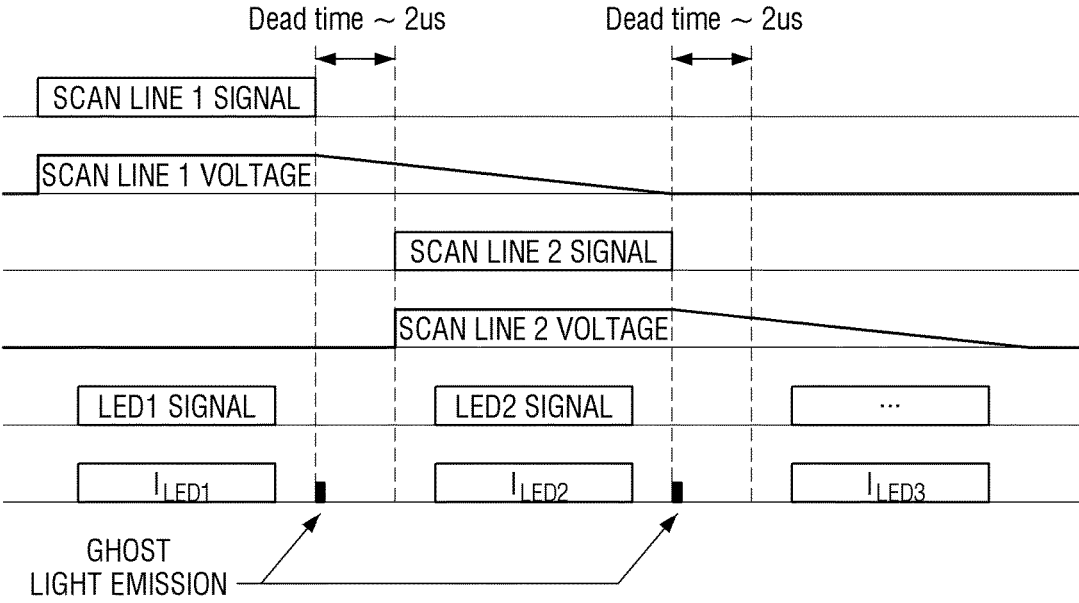 Dead time ~ 2us
Dead time ~ 2us
SCAN LINE 1 SIGNAL
SCAN LINE 1 VOLTAGE
SCAN LINE 2 SIGNAL
SCAN LINE 2 VOLTAGE
LED1 SIGNAL
LED2 SIGNAL
...
ILED1
ILED2
ILED3
GHOST
LIGHT EMISSION